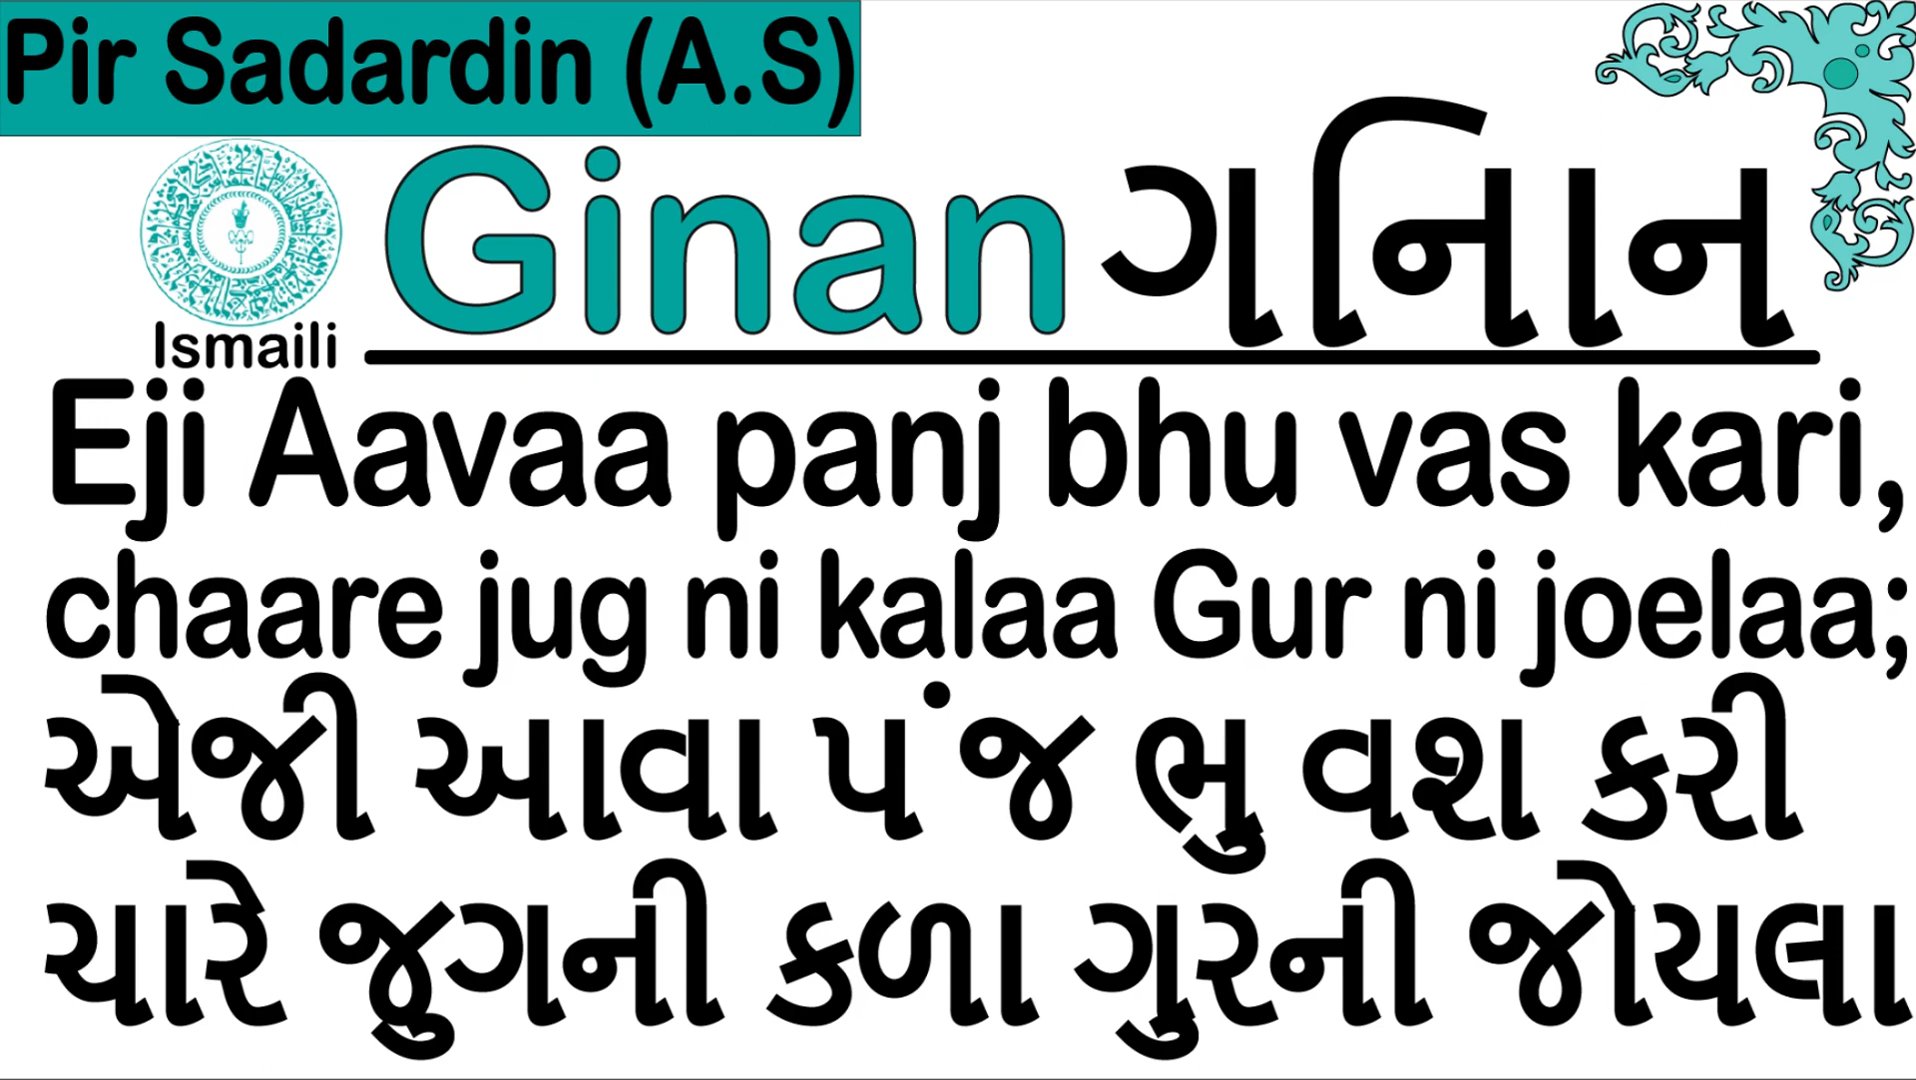 Pir Sadardin (A.S)
Ginan ગિનાન
Ismaili
Eji Aavaa panj bhu vas kari,
chaare jug ni kalaa Gur ni joelaa;
એજી આવા પંજ ભુ વશ કરી
ચારે જુગની કળા ગુરની જોયલા